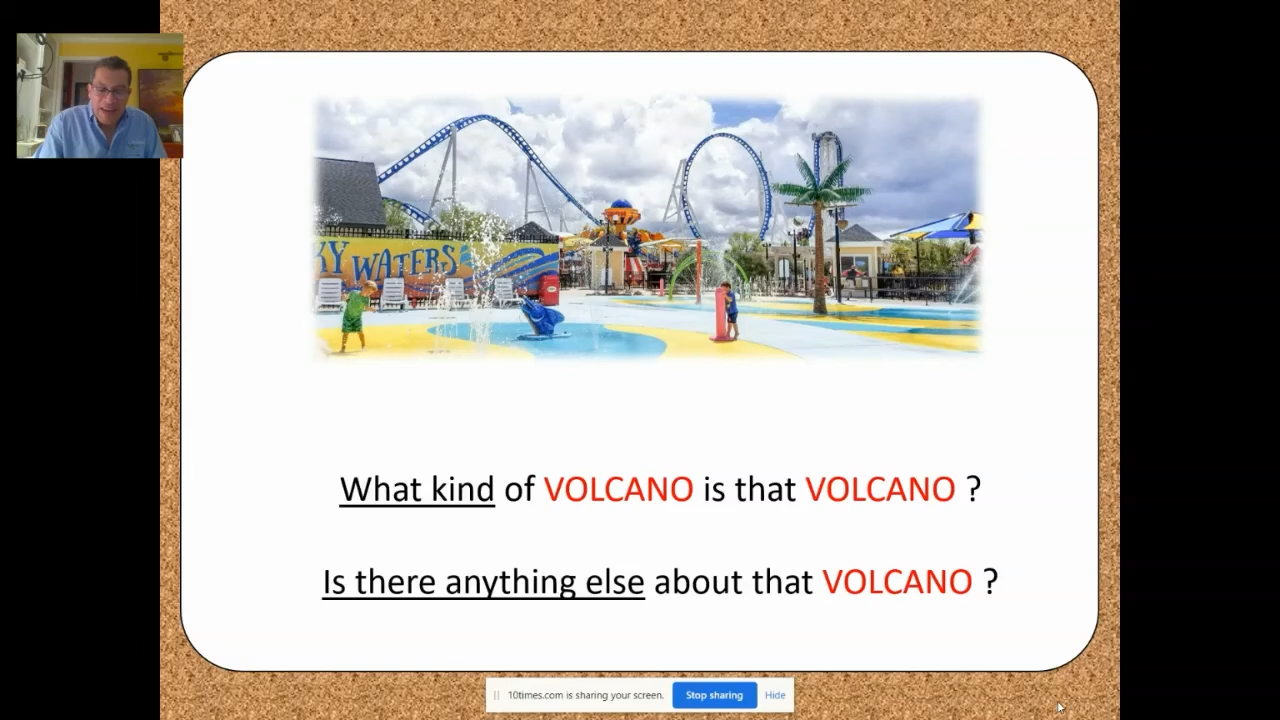 KY WATERS
What kind of VOLCANO is that VOLCANO ?
Is there anything else about that VOLCANO ?
10times.com is sharing your screen. Stop sharing Hide